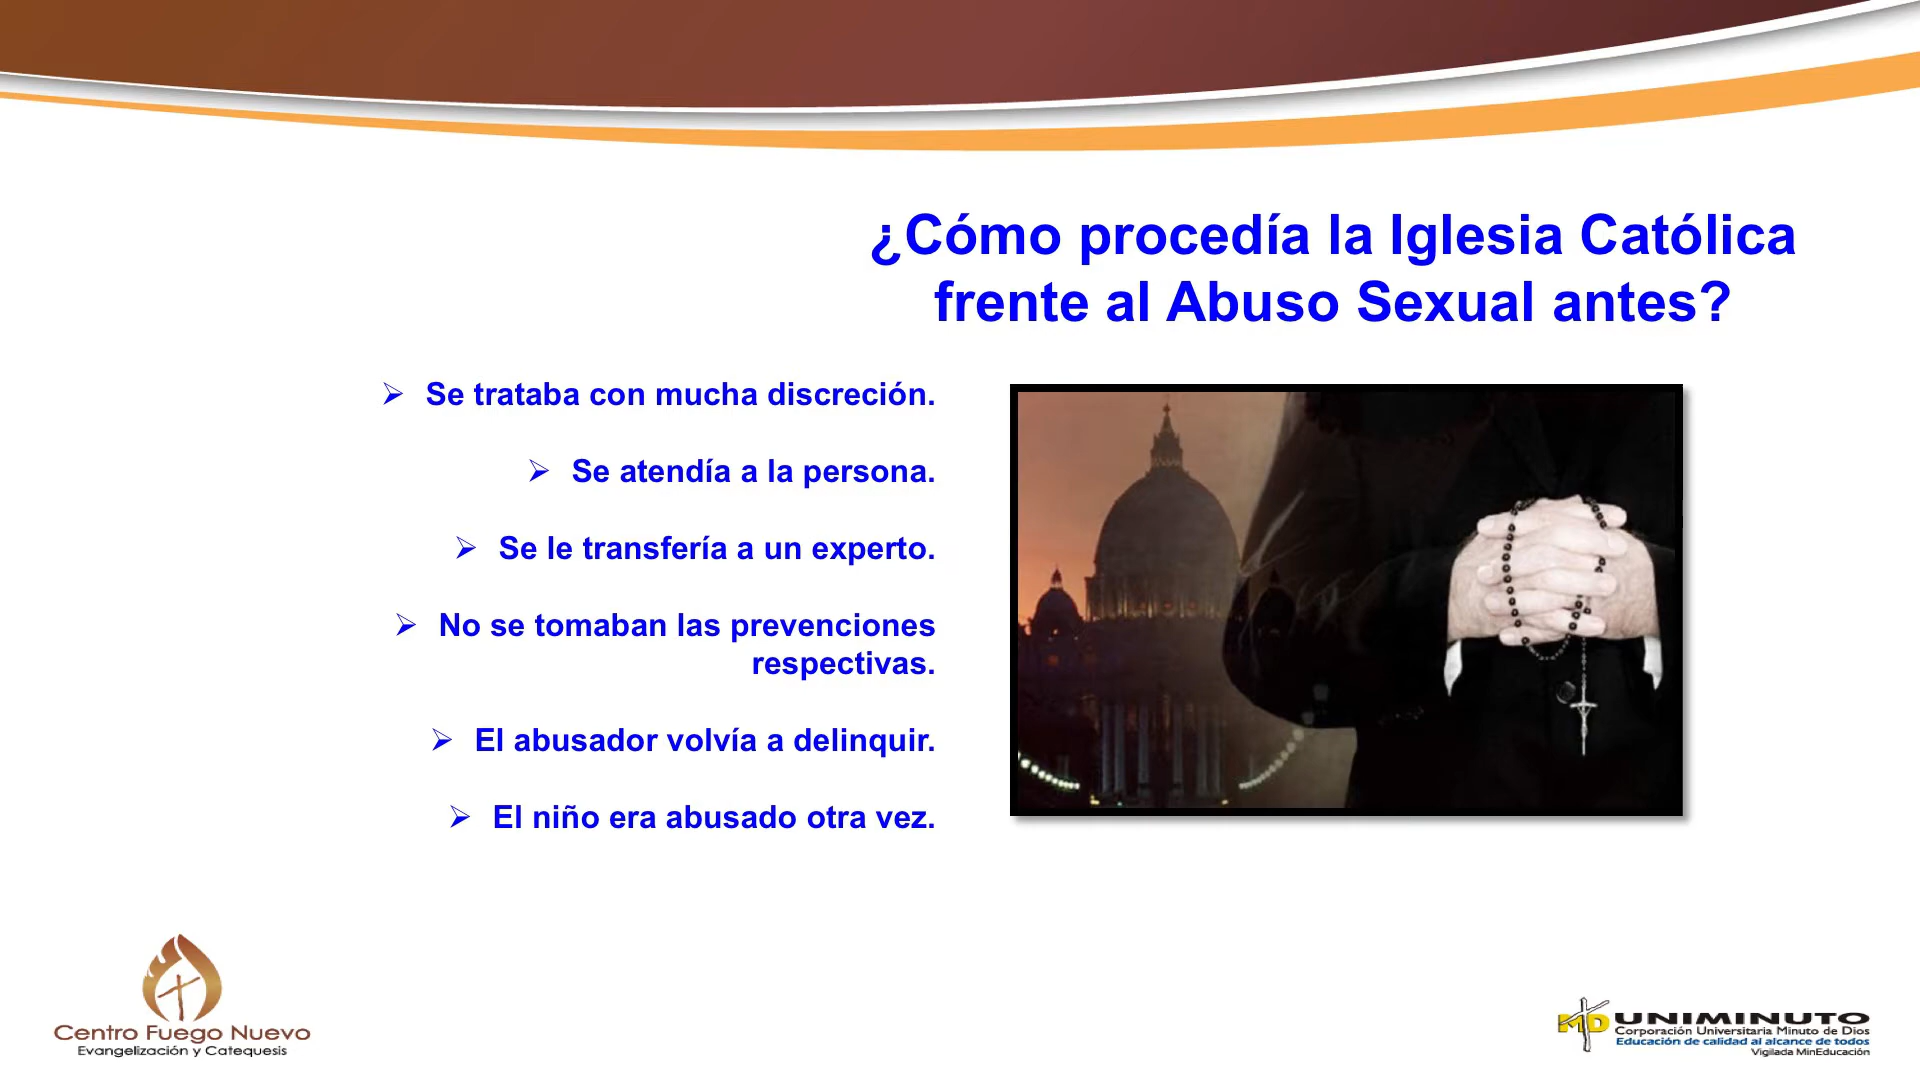 ¿Cómo procedía la Iglesia Católica
frente al Abuso Sexual antes?
Se trataba con mucha discreción.
Se atendía a la persona.
Se le transfería a un experto.
No se tomaban las prevenciones
respectivas.
El abusador volvía a delinquir.
El niño era abusado otra vez.
Centro Fuego Nuevo
Evangelización y Catequesis
MD UNIMINUTO
Corporación Universitaria Minuto de Dios
Educación de calidad al alcance de todos
Vigilada MinEducación